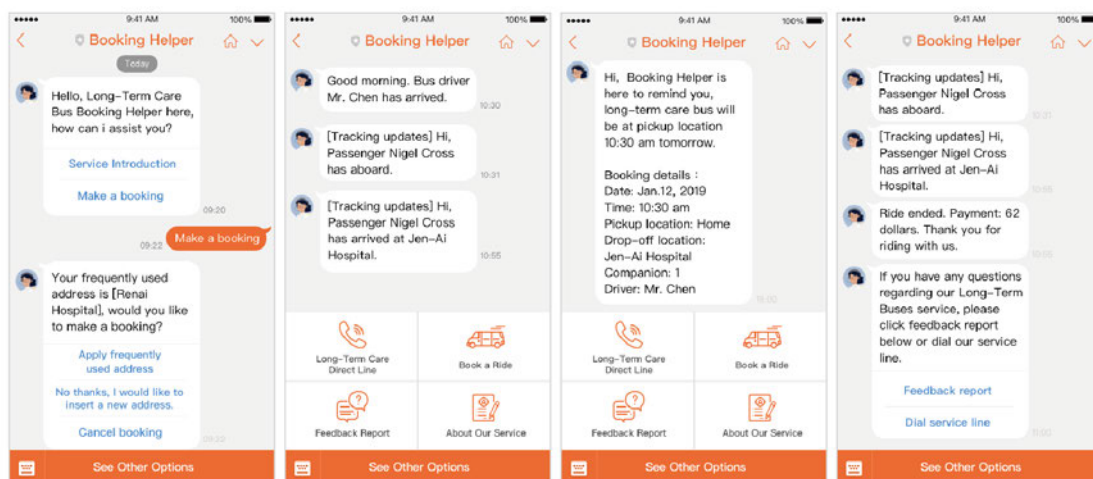 9:41 AM
100%
Booking Helper
Today
Hello, Long-Term Care
Bus Booking Helper here,
how can i assist you?
Service Introduction
Make a booking
09:20
Make a booking
09:22
Your frequently used
address is [Renai
Hospital], would you like
to make a booking?
Apply frequently
used address
No thanks, I would like to
insert a new address.
Cancel booking
See Other Options
9:41 AM
100%
Booking Helper
Good morning. Bus driver
Mr. Chen has arrived.
10:30
[Tracking updates] Hi,
Passenger Nigel Cross
has aboard.
10:31
[Tracking updates] Hi,
Passenger Nigel Cross
has arrived at Jen-Ai
Hospital.
10:55
Long-Term Care
Direct Line
Book a Ride
Feedback Report
About Our Service
See Other Options
9:41 AM
100%
Booking Helper
Hi, Booking Helper is
here to remind you,
long-term care bus will
be at pickup location
10:30 am tomorrow.
Booking details :
Date: Jan.12, 2019
Time: 10:30 am
Pickup location: Home
Drop-off location:
Jen-Ai Hospital
Companion: 1
Driver: Mr. Chen
Long-Term Care
Direct Line
Book a Ride
Feedback Report
About Our Service
See Other Options
9:41 AM
100%
Booking Helper
[Tracking updates] Hi,
Passenger Nigel Cross
has aboard.
10:31
[Tracking updates] Hi,
Passenger Nigel Cross
has arrived at Jen-Ai
Hospital.
10:55
Ride ended. Payment: 62
dollars. Thank you for
riding with us.
10:55
If you have any questions
regarding our Long-Term
Buses service, please
click feedback report
below or dial our service
line.
Feedback report
Dial service line
See Other Options